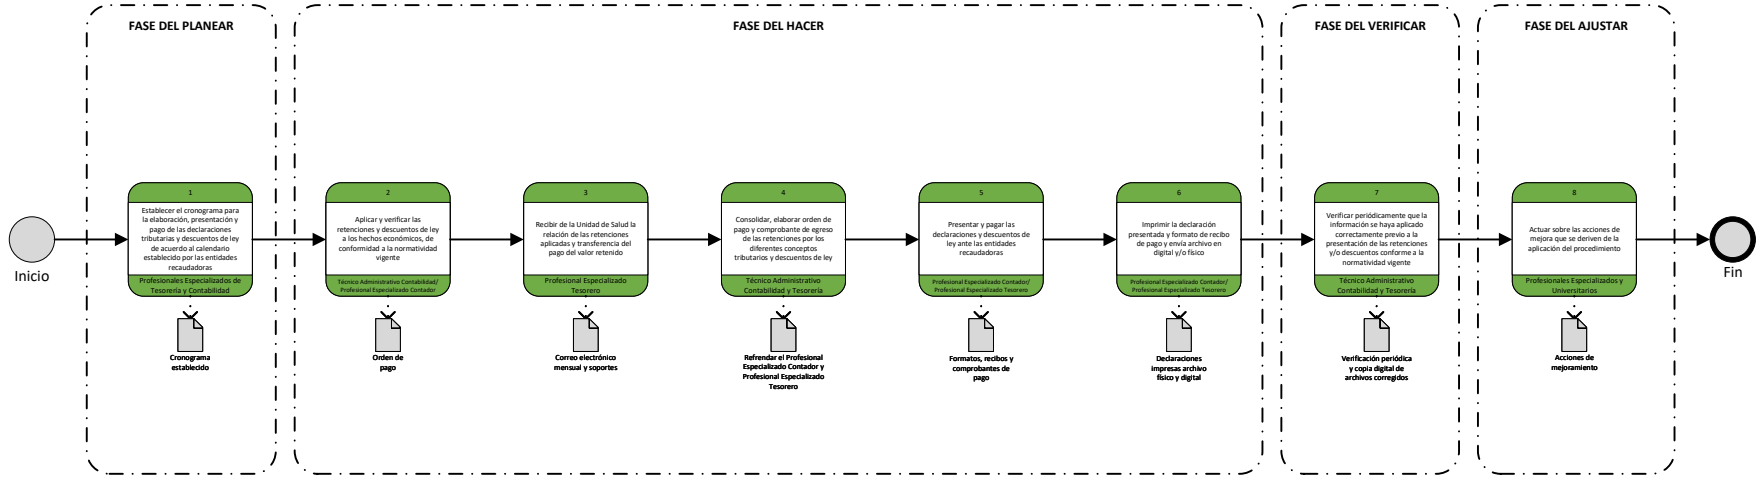 FASE DEL PLANEAR
FASE DEL HACER
FASE DEL VERIFICAR
FASE DEL AJUSTAR
Inicio
1
Establecer el cronograma para
la elaboración, presentación y
pago de las declaraciones
tributarias y descuentos de ley
de acuerdo al calendario
establecido por las entidades
recaudadoras
Profesionales Especializados de
Tesorería y Contabilidad
Cronograma
establecido
2
Aplicar y verificar las
retenciones y descuentos de ley
a los hechos económicos, de
conformidad a la normatividad
vigente
Técnico Administrativo Contabilidad/
Profesional Especializado Contador
Orden de
pago
3
Recibir de la Unidad de Salud la
relación de las retenciones
aplicadas y transferencia del
pago del valor retenido
Profesional Especializado
Tesorero
Correo electrónico
mensual y soportes
4
Consolidar, elaborar orden de
pago y comprobante de egreso
de las retenciones por los
diferentes conceptos
tributarios y descuentos de ley
Técnico Administrativo
Contabilidad y Tesorería
Refrendar el Profesional
Especializado Contador y
Profesional Especializado
Tesorero
5
Presentar y pagar las
declaraciones y descuentos de
ley ante las entidades
recaudadoras
Profesional Especializado Contador/
Profesional Especializado Tesorero
Formatos, recibos y
comprobantes de
pago
6
Imprimir la declaración
presentada y formato de recibo
de pago y envía archivo en
digital y/o físico
Profesional Especializado Contador/
Profesional Especializado Tesorero
Declaraciones
impresas archivo
físico y digital
7
Verificar periódicamente que la
información se haya aplicado
correctamente previo a la
presentación de las retenciones
y/o descuentos conforme a la
normatividad vigente
Técnico Administrativo
Contabilidad y Tesorería
Verificación periódica
y copia digital de
archivos corregidos
8
Actuar sobre las acciones de
mejora que se deriven de la
aplicación del procedimiento
Profesionales Especializados y
Universitarios
Acciones de
mejoramiento
Fin